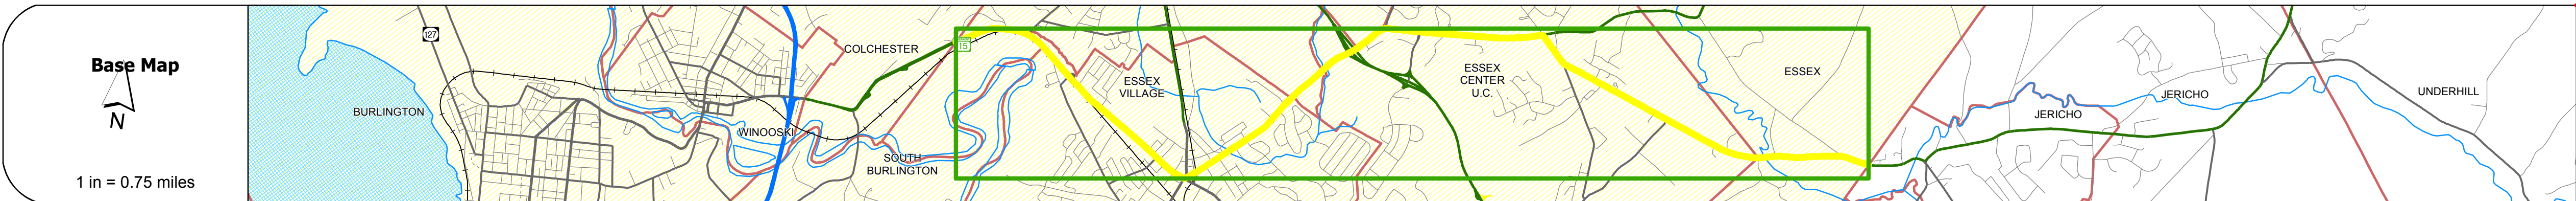 Base Map
N
1 in = 0.75 miles
127
BURLINGTON
COLCHESTER
WINOOSKI
SOUTH
BURLINGTON
15
ESSEX
VILLAGE
ESSEX
CENTER
U.C.
ESSEX
JERICHO
JERICHO
UNDERHILL